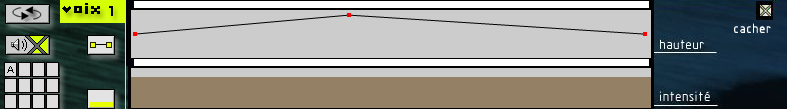 voix 1
cacher
hauteur
A
intensité